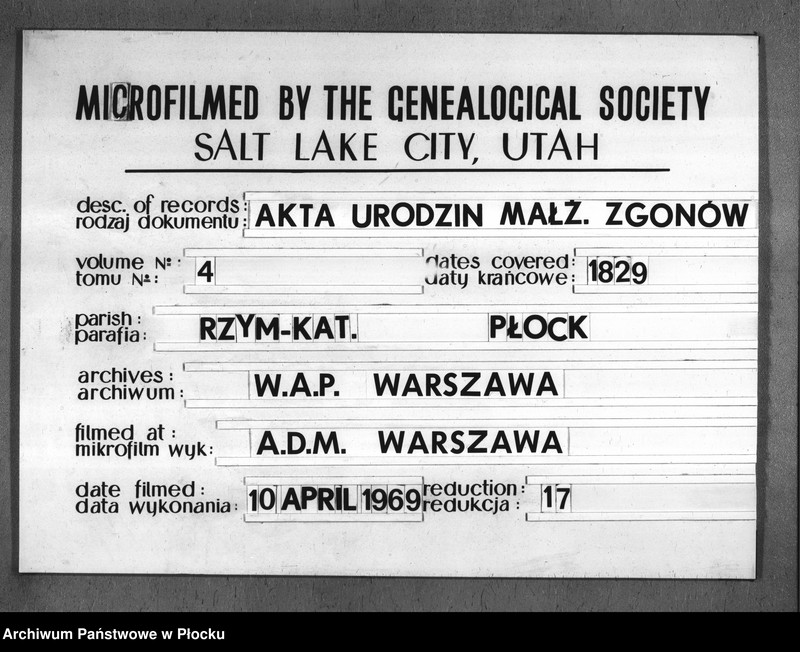 MICROFILMED BY THE GENEALOGICAL SOCIETY
SALT LAKE CITY, UTAH
desc. of records:
rodzaj dokumentu:
AKTA URODZIN MAŁŻ. ZGONÓW
volume №:
tomu №:
4
dates covered:
daty krańcowe:
1829
parish:
parafia:
RZYM-KAT. PŁOCK
archives:
archiwum:
W.A.P. WARSZAWA
filmed at:
mikrofilm wyk:
A.D.M. WARSZAWA
date filmed:
data wykonania:
10 APRIL 1969
reduction:
redukcja:
17
Archiwum Państwowe w Płocku